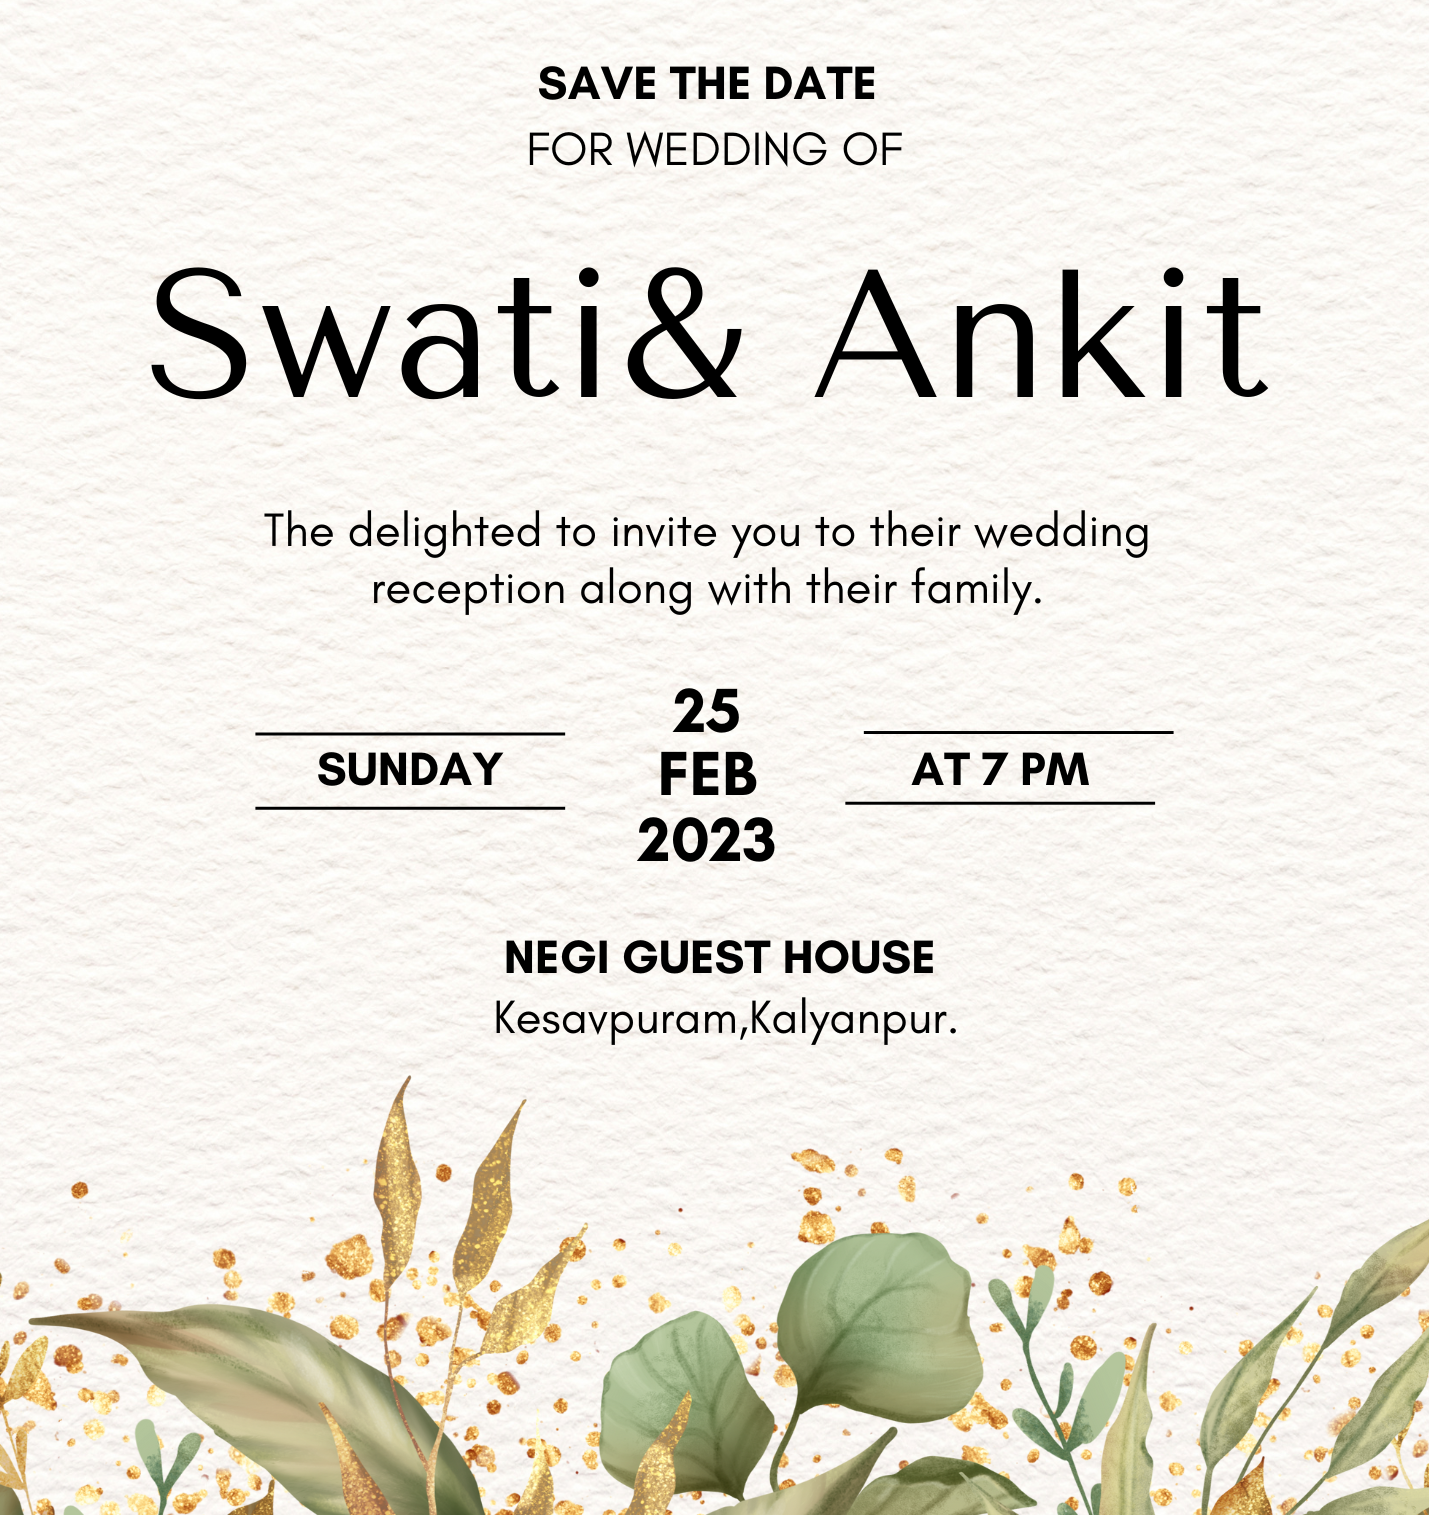 SAVE THE DATE
FOR WEDDING OF
Swati& Ankit
The delighted to invite you to their wedding
reception along with their family.
25
SUNDAY FEB AT 7 PM
2023
NEGI GUEST HOUSE
Kesavpuram,Kalyanpur.